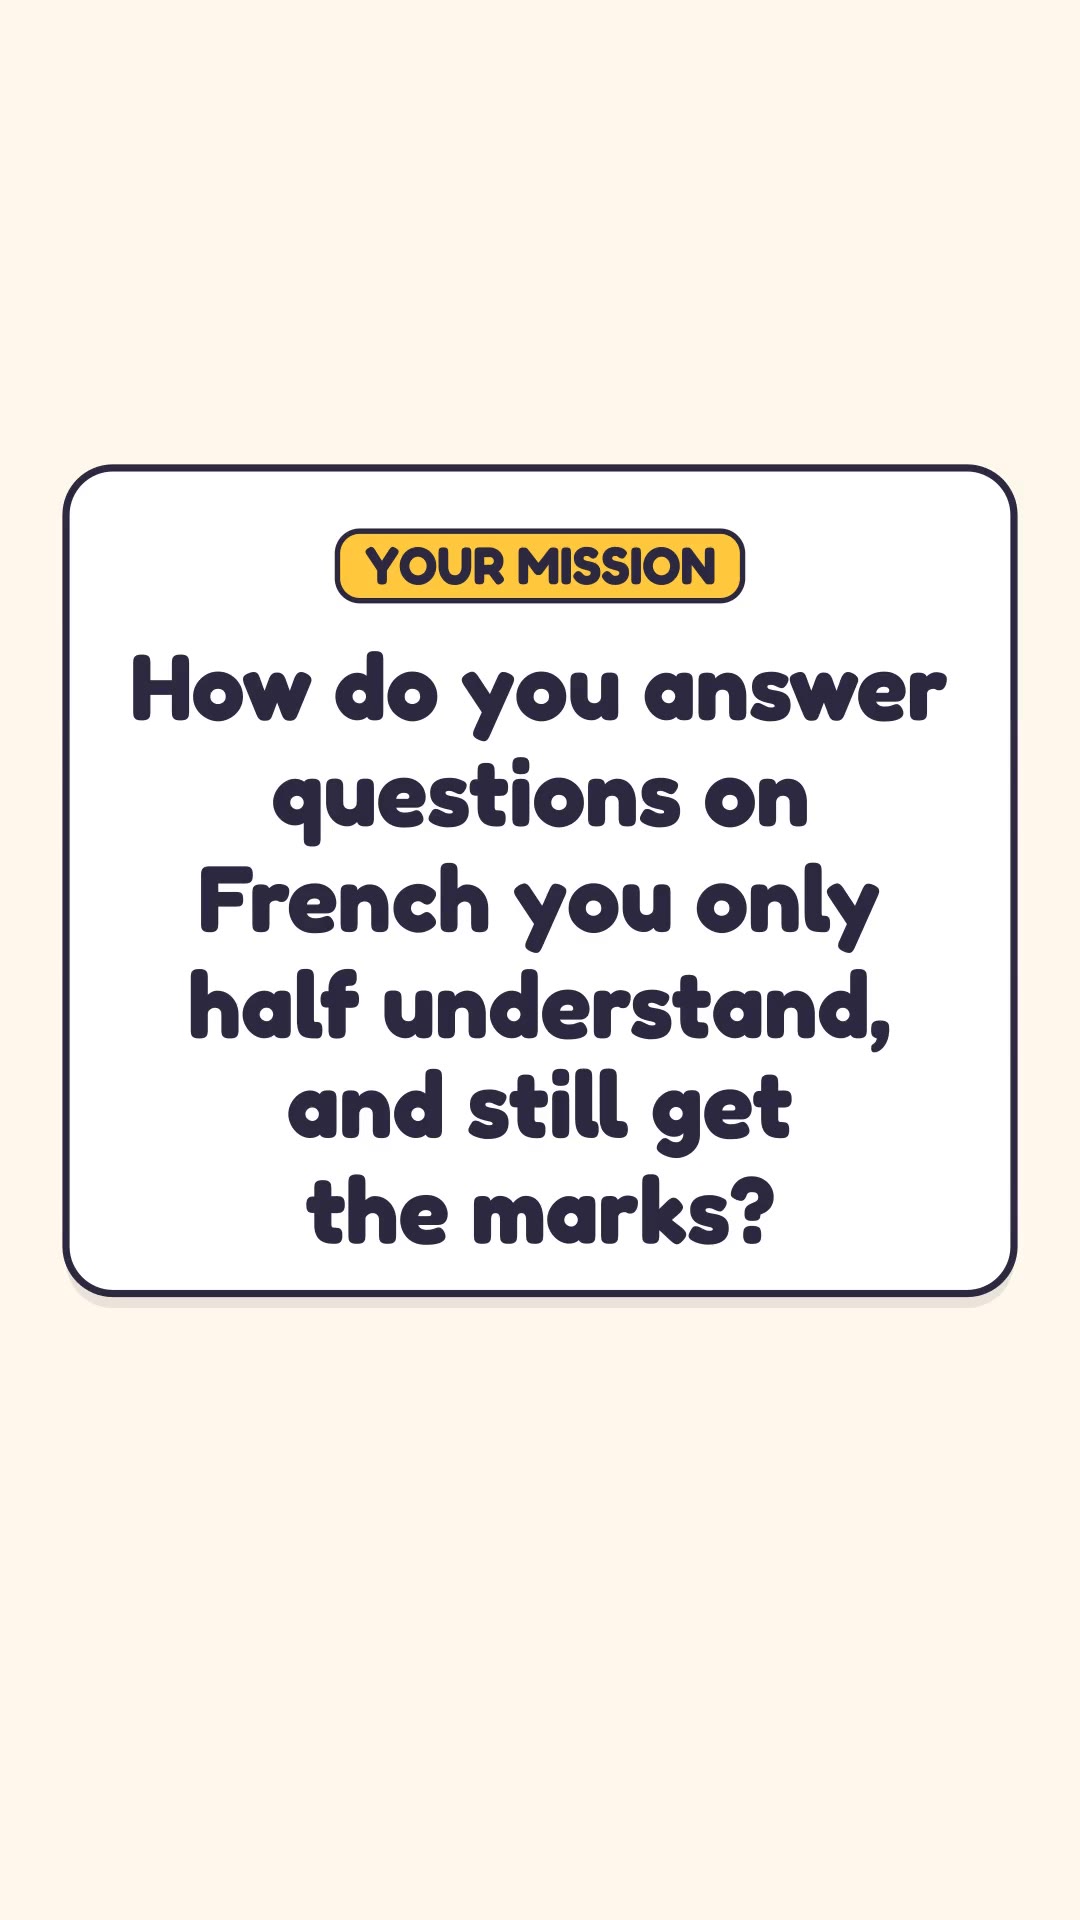 YOUR MISSION
How do you answer
questions on
French you only
half understand,
and still get
the marks?